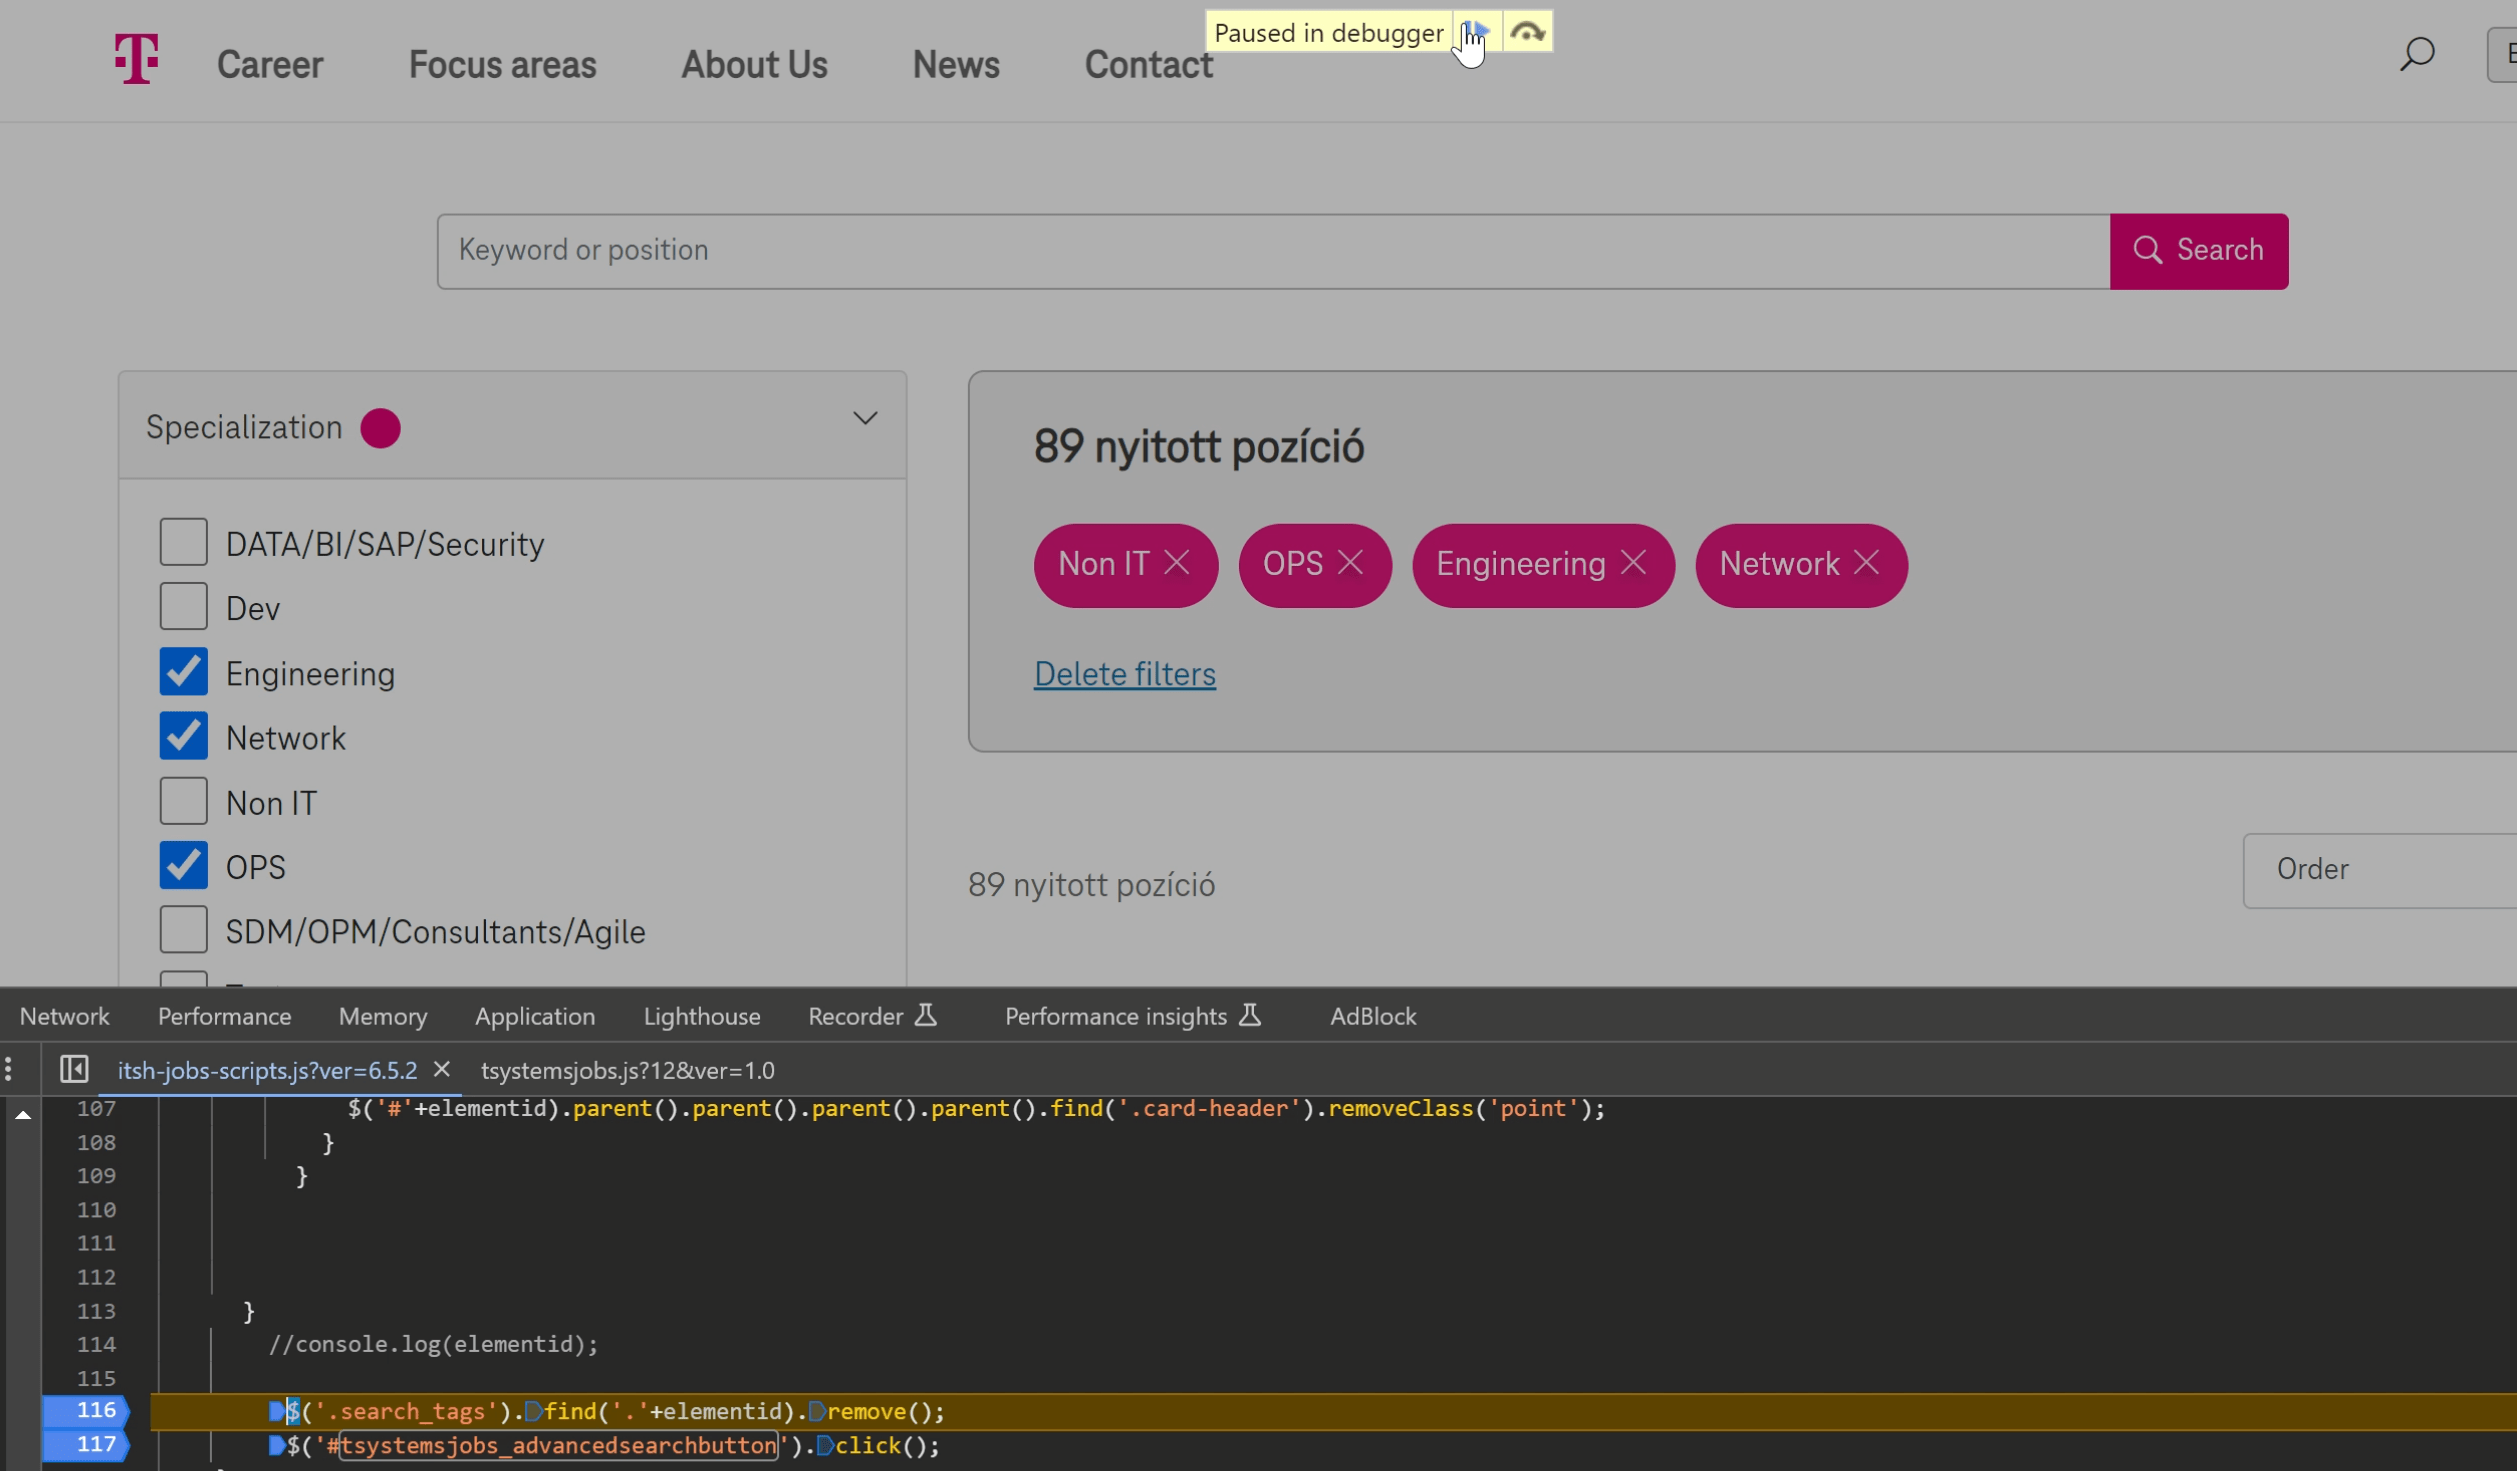 Paused in debugger
Career Focus areas About Us News Contact
Keyword or position
Search
Specialization
DATA/BI/SAP/Security
Dev
Engineering
Network
Non IT
OPS
SDM/OPM/Consultants/Agile
89 nyitott pozíció
Non IT OPS Engineering Network
Delete filters
89 nyitott pozíció
Order
Network Performance Memory Application Lighthouse Recorder Performance insights AdBlock
itsh-jobs-scripts.js?ver=6.5.2 tsystemsjobs.js?12&ver=1.0
107 $('#'+elementid).parent().parent().parent().parent().find('.card-header').removeClass('point');
108 }
109 }
110
111
112
113 }
114 //console.log(elementid);
115
116 $('.search_tags').find('.'+elementid).remove();
117 $('#tsystemsjobs_advancedsearchbutton').click();